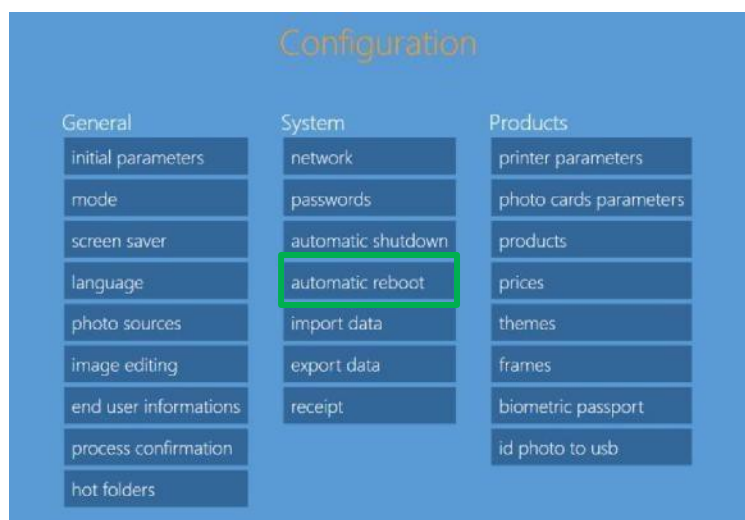 Configuration
General
initial parameters
mode
screen saver
language
photo sources
image editing
end user informations
process confirmation
hot folders
System
network
passwords
automatic shutdown
automatic reboot
import data
export data
receipt
Products
printer parameters
photo cards parameters
products
prices
themes
frames
biometric passport
id photo to usb